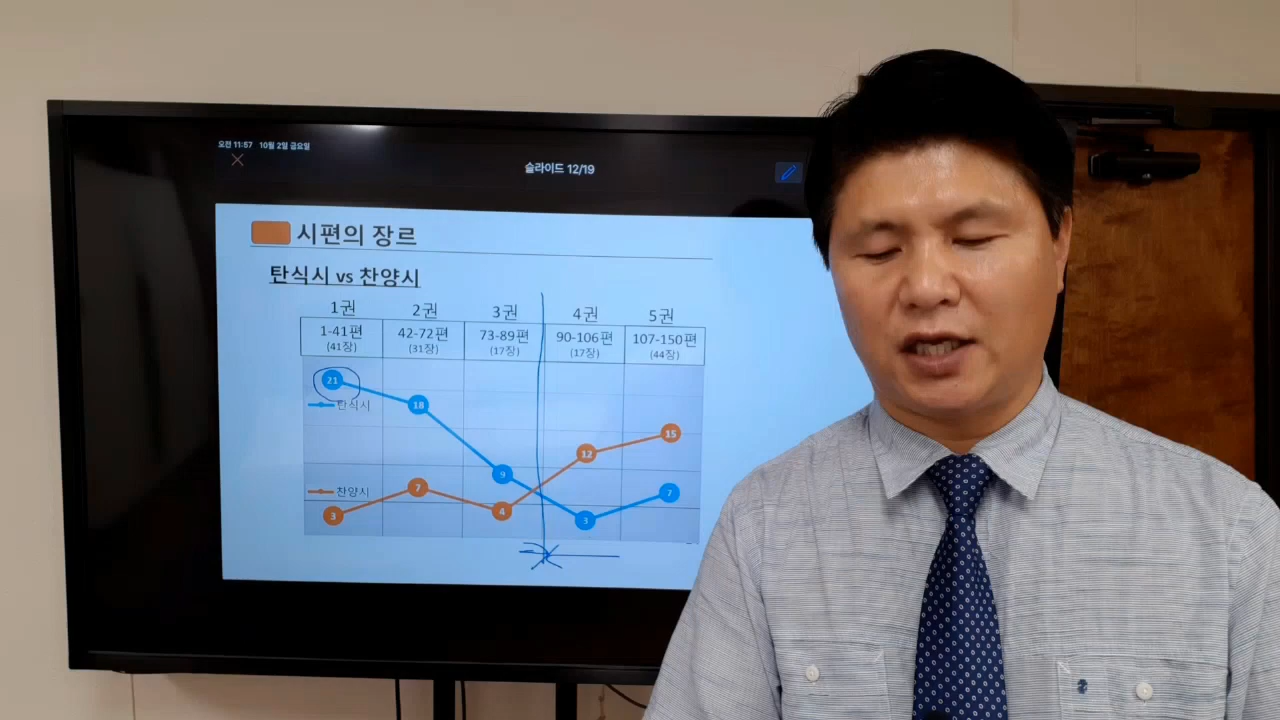 오전 11:57 10월 2일 금요일
슬라이드 12/19
시편의 장르
탄식시 vs 찬양시
1권 2권 3권 4권 5권
1-41편 42-72편 73-89편 90-106편 107-150편
(41장) (31장) (17장) (17장) (44장)
21
탄식시
18
15
12
9
찬양시
7
7
3
4
3